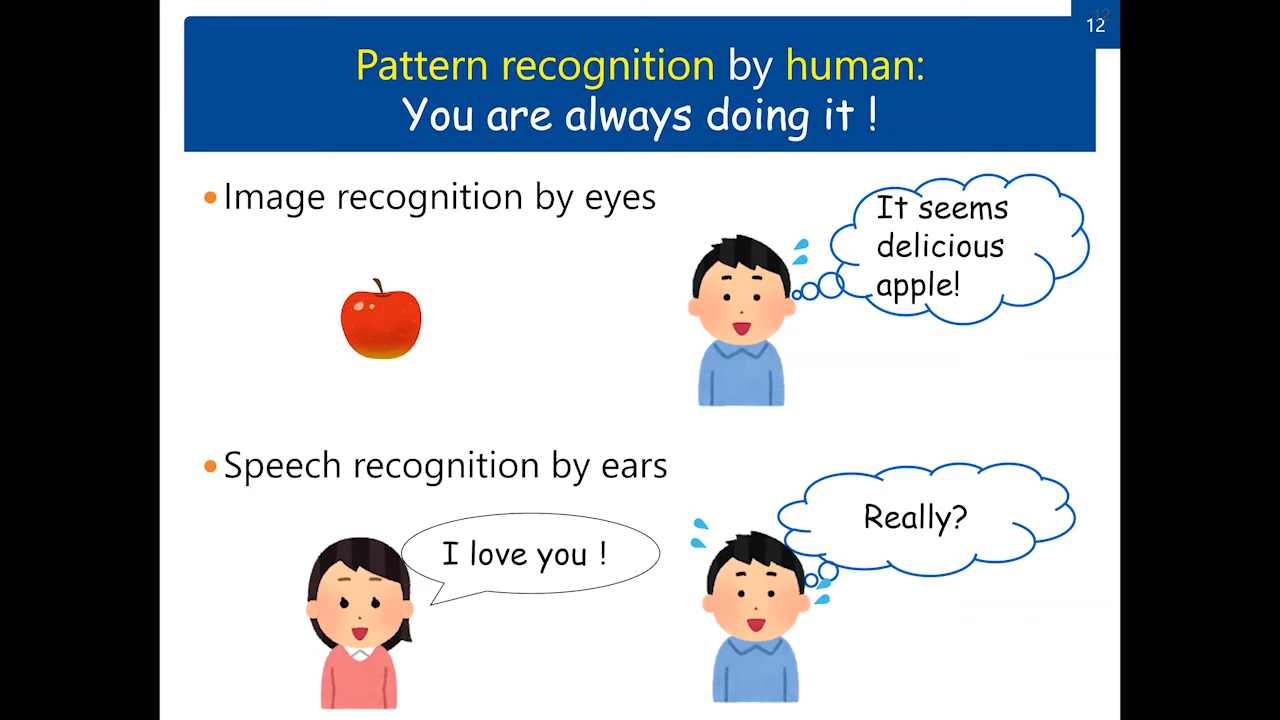 12
Pattern recognition by human:
You are always doing it !
•Image recognition by eyes
It seems
delicious
apple!
•Speech recognition by ears
I love you !
Really?